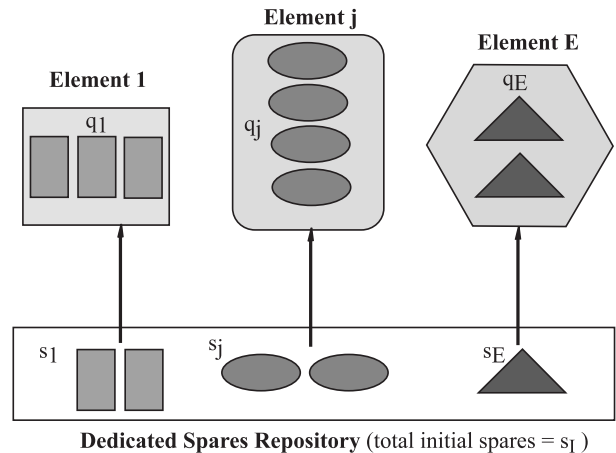 Element 1
Element j
Element E
q1
qj
qE
s1
sj
sE
Dedicated Spares Repository (total initial spares = sI )